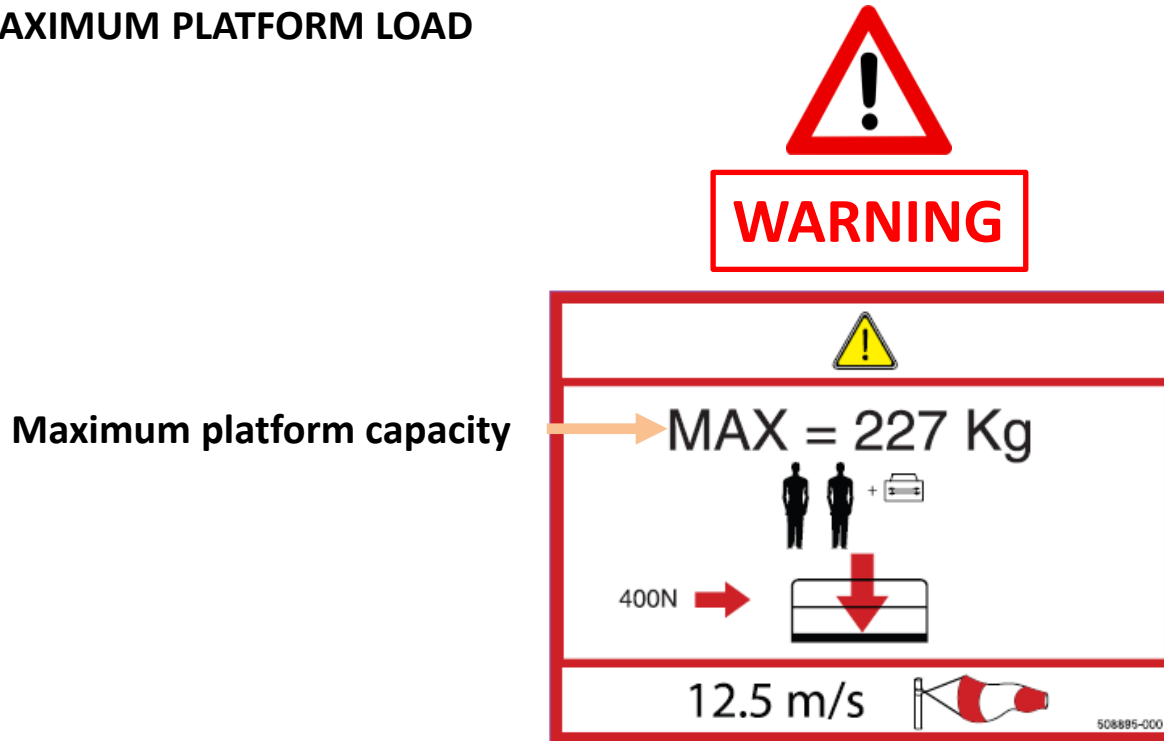 AXIMUM PLATFORM LOAD
WARNING
Maximum platform capacity
MAX = 227 Kg
+
400N
12.5 m/s
508895-000